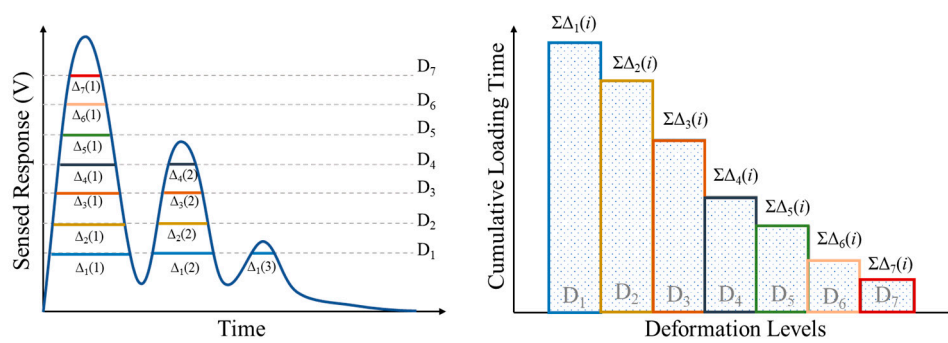 Sensed Response (V)
D₇
Δ₇(1)
D₆
Δ₆(1)
D₅
Δ₅(1)
D₄
Δ₄(1)
Δ₄(2)
D₃
Δ₃(1)
Δ₃(2)
D₂
Δ₂(1)
Δ₂(2)
D₁
Δ₁(1)
Δ₁(2)
Δ₁(3)
Time
Cumulative Loading Time
ΣΔ₁(i)
ΣΔ₂(i)
ΣΔ₃(i)
ΣΔ₄(i)
ΣΔ₅(i)
ΣΔ₆(i)
ΣΔ₇(i)
D₁ D₂ D₃ D₄ D₅ D₆ D₇
Deformation Levels